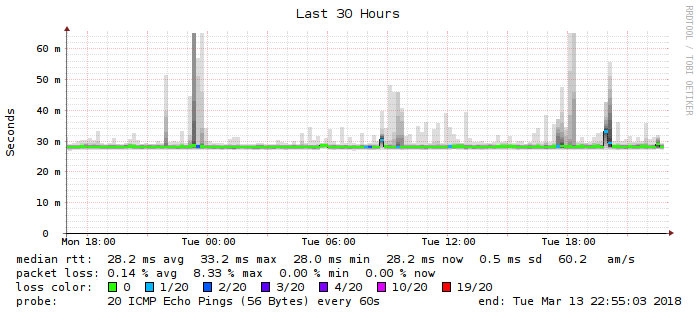 Last 30 Hours
RRDTOOL / TOBI OETIKER
Seconds
60 m
50 m
40 m
30 m
20 m
10 m
0
Mon 18:00 Tue 00:00 Tue 06:00 Tue 12:00 Tue 18:00
median rtt: 28.2 ms avg 33.2 ms max 28.0 ms min 28.2 ms now 0.5 ms sd 60.2 am/s
packet loss: 0.14 % avg 8.33 % max 0.00 % min 0.00 % now
loss color: 0 1/20 2/20 3/20 4/20 10/20 19/20
probe: 20 ICMP Echo Pings (56 Bytes) every 60s end: Tue Mar 13 22:55:03 2018